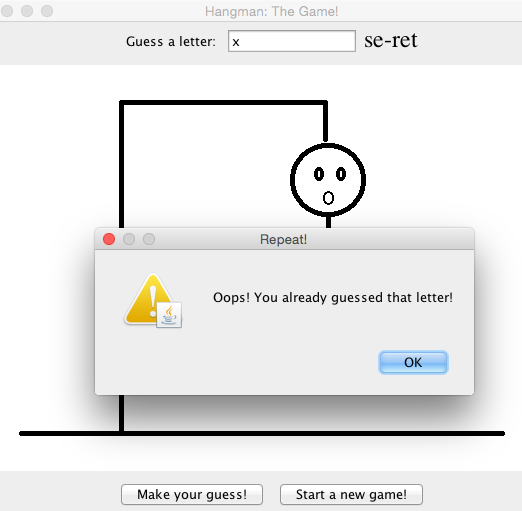 Hangman: The Game!
Guess a letter: x se-ret
Repeat!
Oops! You already guessed that letter!
OK
Make your guess! Start a new game!